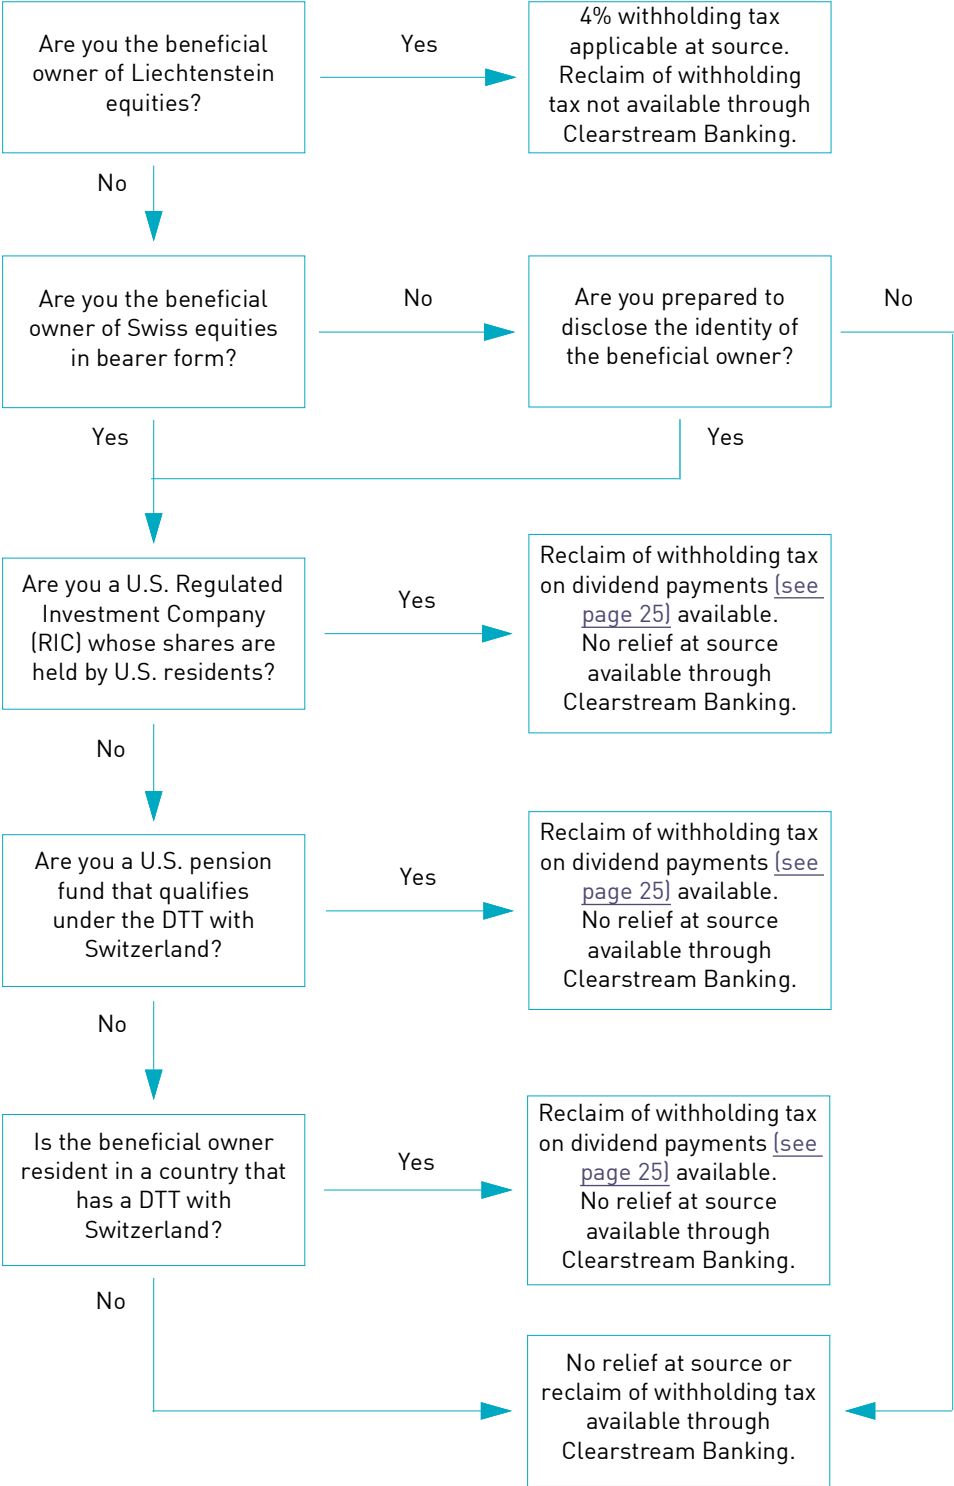 Are you the beneficial
owner of Liechtenstein
equities?
Yes
4% withholding tax
applicable at source.
Reclaim of withholding
tax not available through
Clearstream Banking.
No
Are you the beneficial
owner of Swiss equities
in bearer form?
No
Are you prepared to
disclose the identity of
the beneficial owner?
No
Yes
Yes
Are you a U.S. Regulated
Investment Company
(RIC) whose shares are
held by U.S. residents?
Yes
Reclaim of withholding tax
on dividend payments (see
page 25) available.
No relief at source
available through
Clearstream Banking.
No
Are you a U.S. pension
fund that qualifies
under the DTT with
Switzerland?
Yes
Reclaim of withholding tax
on dividend payments (see
page 25) available.
No relief at source
available through
Clearstream Banking.
No
Is the beneficial owner
resident in a country that
has a DTT with
Switzerland?
Yes
Reclaim of withholding tax
on dividend payments (see
page 25) available.
No relief at source
available through
Clearstream Banking.
No
No relief at source or
reclaim of withholding tax
available through
Clearstream Banking.